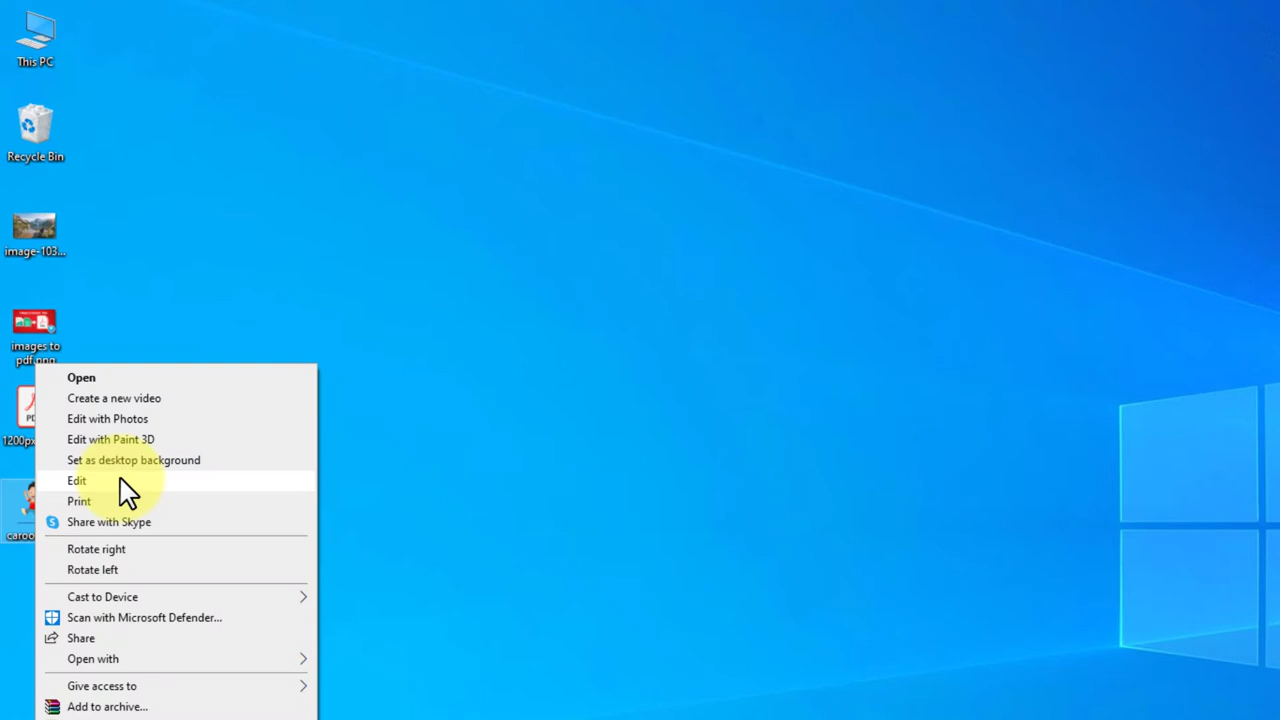 This PC
Recycle Bin
image-103...
images to
pdf.png
1200px
caroo
Open
Create a new video
Edit with Photos
Edit with Paint 3D
Set as desktop background
Edit
Print
Share with Skype
Rotate right
Rotate left
Cast to Device
Scan with Microsoft Defender...
Share
Open with
Give access to
Add to archive...